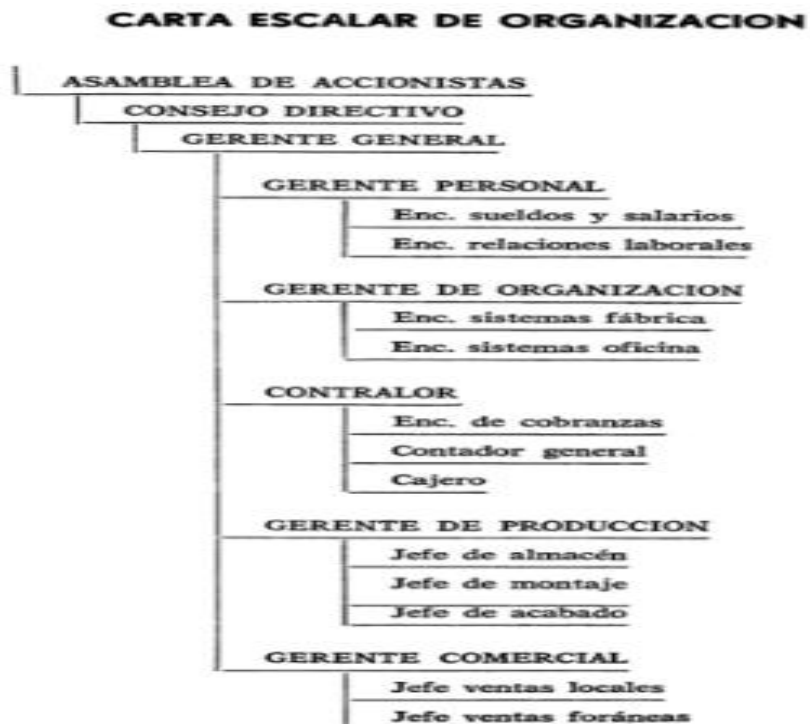 CARTA ESCALAR DE ORGANIZACION
ASAMBLEA DE ACCIONISTAS
CONSEJO DIRECTIVO
GERENTE GENERAL
GERENTE PERSONAL
Enc. sueldos y salarios
Enc. relaciones laborales
GERENTE DE ORGANIZACION
Enc. sistemas fábrica
Enc. sistemas oficina
CONTRALOR
Enc. de cobranzas
Contador general
Cajero
GERENTE DE PRODUCCION
Jefe de almacén
Jefe de montaje
Jefe de acabado
GERENTE COMERCIAL
Jefe ventas locales
Jefe ventas foráneas